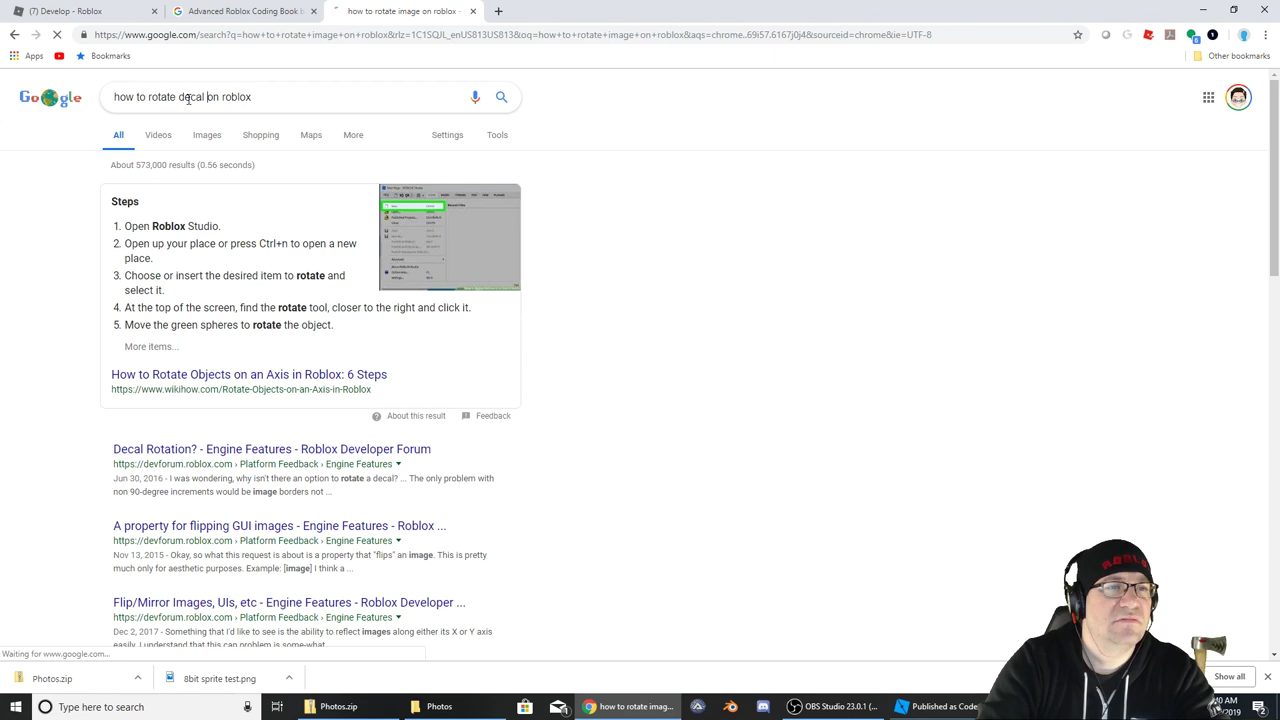 (7) Develop - Roblox
Advanced Roblox Coding Book
how to rotate image on roblox -
https://www.google.com/search?q=how+to+rotate+image+on+roblox&rlz=1C1SQJL_enUS813US813&oq=how+to+rotate+image+on+roblox&aqs=chrome..69i57.6167j0j4&sourceid=chrome&ie=UTF-8
Apps
Bookmarks
Other bookmarks
Google
how to rotate decal on roblox
All Videos Images Shopping Maps More Settings Tools
About 573,000 results (0.56 seconds)
Steps
1. Open Roblox Studio.
2. Open up your place or press Ctrl+n to open a new
place.
3. Choose or insert the desired item to rotate and
select it.
4. At the top of the screen, find the rotate tool, closer to the right and click it.
5. Move the green spheres to rotate the object.
More items...
How to Rotate Objects on an Axis in Roblox: 6 Steps
https://www.wikihow.com/Rotate-Objects-on-an-Axis-in-Roblox
About this result Feedback
Decal Rotation? - Engine Features - Roblox Developer Forum
https://devforum.roblox.com › Platform Feedback › Engine Features
Jun 30, 2016 - I was wondering, why isn't there an option to rotate a decal? ... The only problem with
non 90-degree increments would be image borders not ...
A property for flipping GUI images - Engine Features - Roblox ...
https://devforum.roblox.com › Platform Feedback › Engine Features
Nov 13, 2015 - Okay, so what this request is about is a property that "flips" an image. This is pretty
much only for aesthetic purposes. Example: [image] I think a ...
Flip/Mirror Images, UIs, etc - Engine Features - Roblox Developer ...
https://devforum.roblox.com › Platform Feedback › Engine Features
Dec 2, 2017 - Something that I'd like to see is the ability to reflect images along either its X or Y axis
easily. I understand that this can problem is some-what
Waiting for www.google.com...
ROBLOX
Photos.zip
8bit sprite test.png
Show all
Type here to search
Photos.zip
Photos
how to rotate imag...
OBS Studio 23.0.1 (...
Published as Code